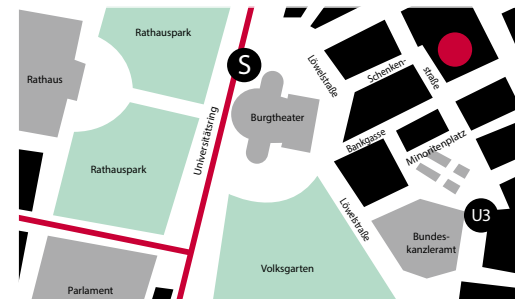 Rathauspark
S
Löwelstraße
Schenken-
straße
Rathaus
Burgtheater
Universitätsring
Bankgasse
Minoritenplatz
Rathauspark
Löwelstraße
U3
Bundes-
kanzleramt
Volksgarten
Parlament